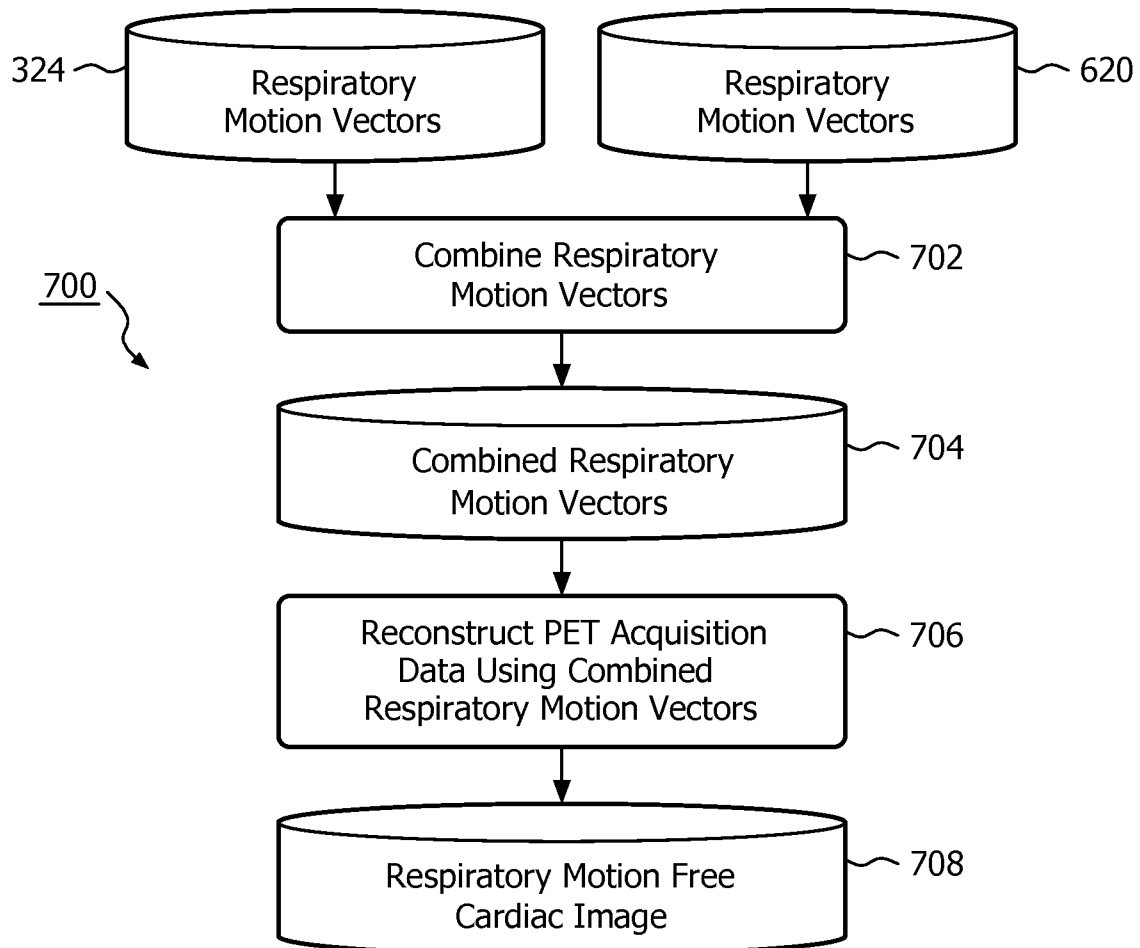 324
Respiratory
Motion Vectors
Respiratory
Motion Vectors
620
Combine Respiratory
Motion Vectors
702
700
Combined Respiratory
Motion Vectors
704
Reconstruct PET Acquisition
Data Using Combined
Respiratory Motion Vectors
706
Respiratory Motion Free
Cardiac Image
708